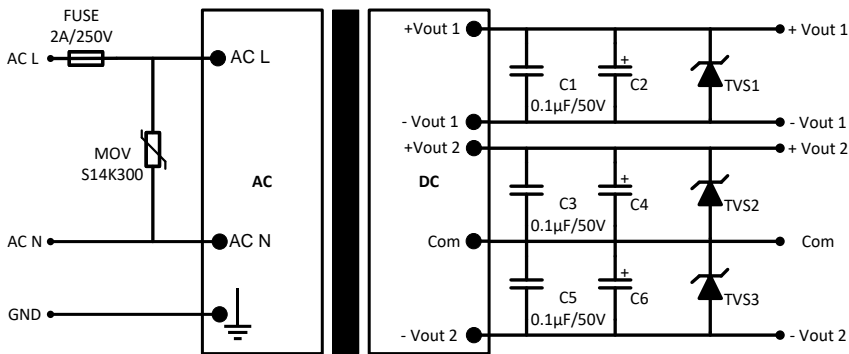 FUSE
2A/250V
AC L
AC L
MOV
S14K300
AC
AC N
AC N
GND
DC
+Vout 1
- Vout 1
+Vout 2
Com
- Vout 2
C1
0.1µF/50V
+
C2
TVS1
C3
0.1µF/50V
+
C4
TVS2
C5
0.1µF/50V
+
C6
TVS3
+ Vout 1
- Vout 1
+ Vout 2
Com
- Vout 2